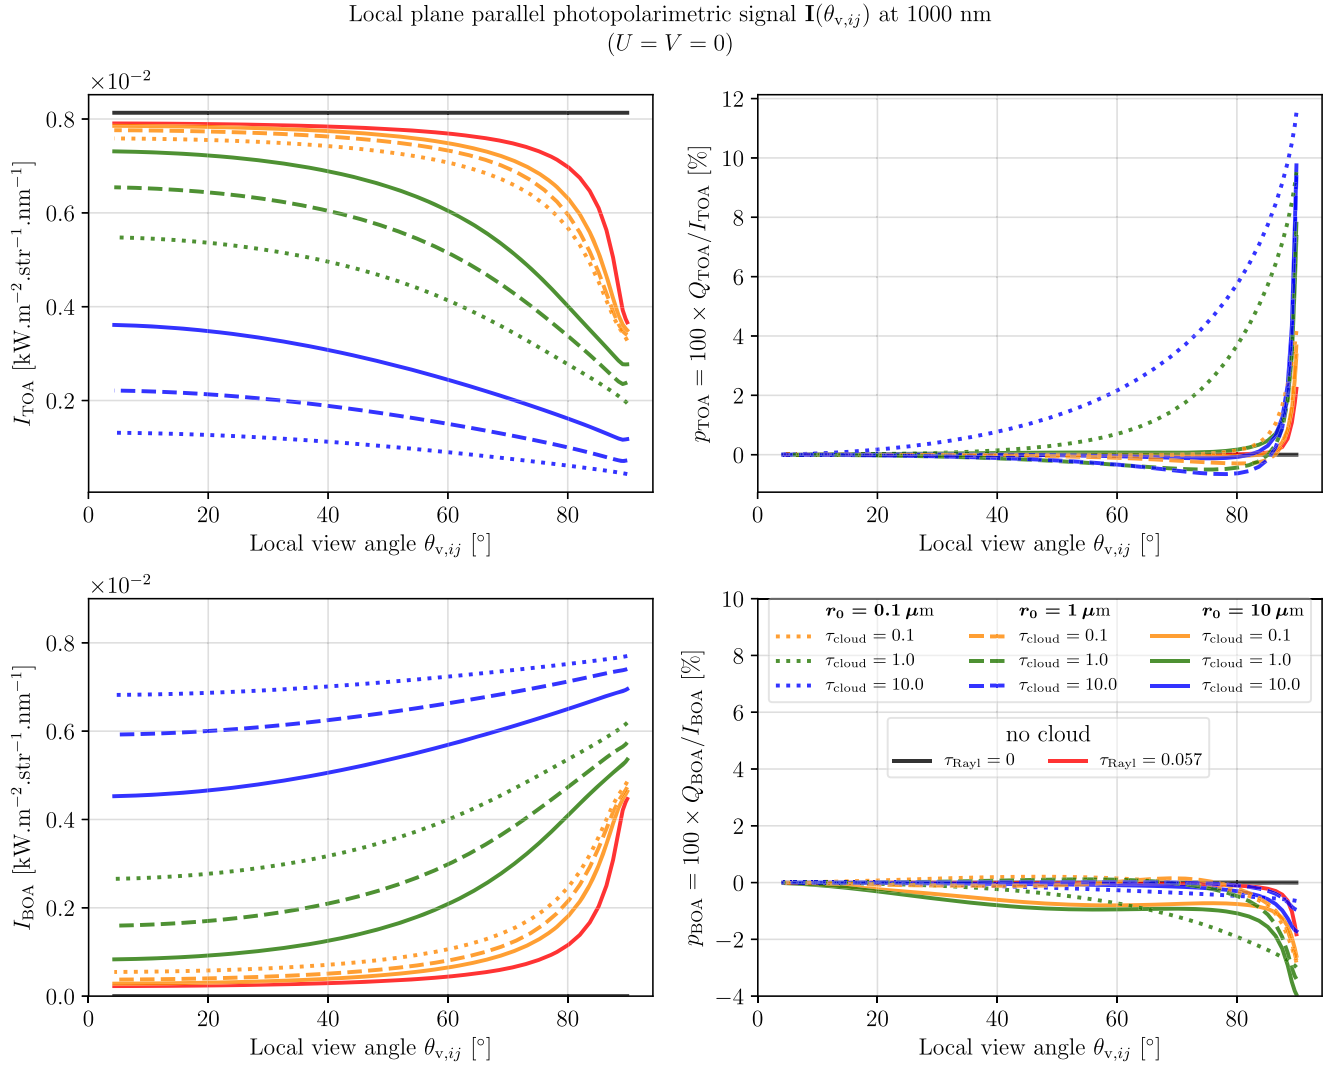 Local plane parallel photopolarimetric signal I(θv,ij) at 1000 nm
(U = V = 0)
×10⁻²
0.8
0.6
0.4
0.2
I_TOA [kW.m⁻².str⁻¹.nm⁻¹]
0 20 40 60 80
Local view angle θv,ij [°]
12
10
8
6
4
2
0
p_TOA = 100 × Q_TOA/I_TOA [%]
0 20 40 60 80
Local view angle θv,ij [°]
×10⁻²
0.8
0.6
0.4
0.2
0.0
I_BOA [kW.m⁻².str⁻¹.nm⁻¹]
0 20 40 60 80
Local view angle θv,ij [°]
10
8
6
4
2
0
−2
−4
p_BOA = 100 × Q_BOA/I_BOA [%]
r₀ = 0.1 μm r₀ = 1 μm r₀ = 10 μm
τcloud = 0.1 τcloud = 0.1 τcloud = 0.1
τcloud = 1.0 τcloud = 1.0 τcloud = 1.0
τcloud = 10.0 τcloud = 10.0 τcloud = 10.0
no cloud
τRayl = 0 τRayl = 0.057
0 20 40 60 80
Local view angle θv,ij [°]